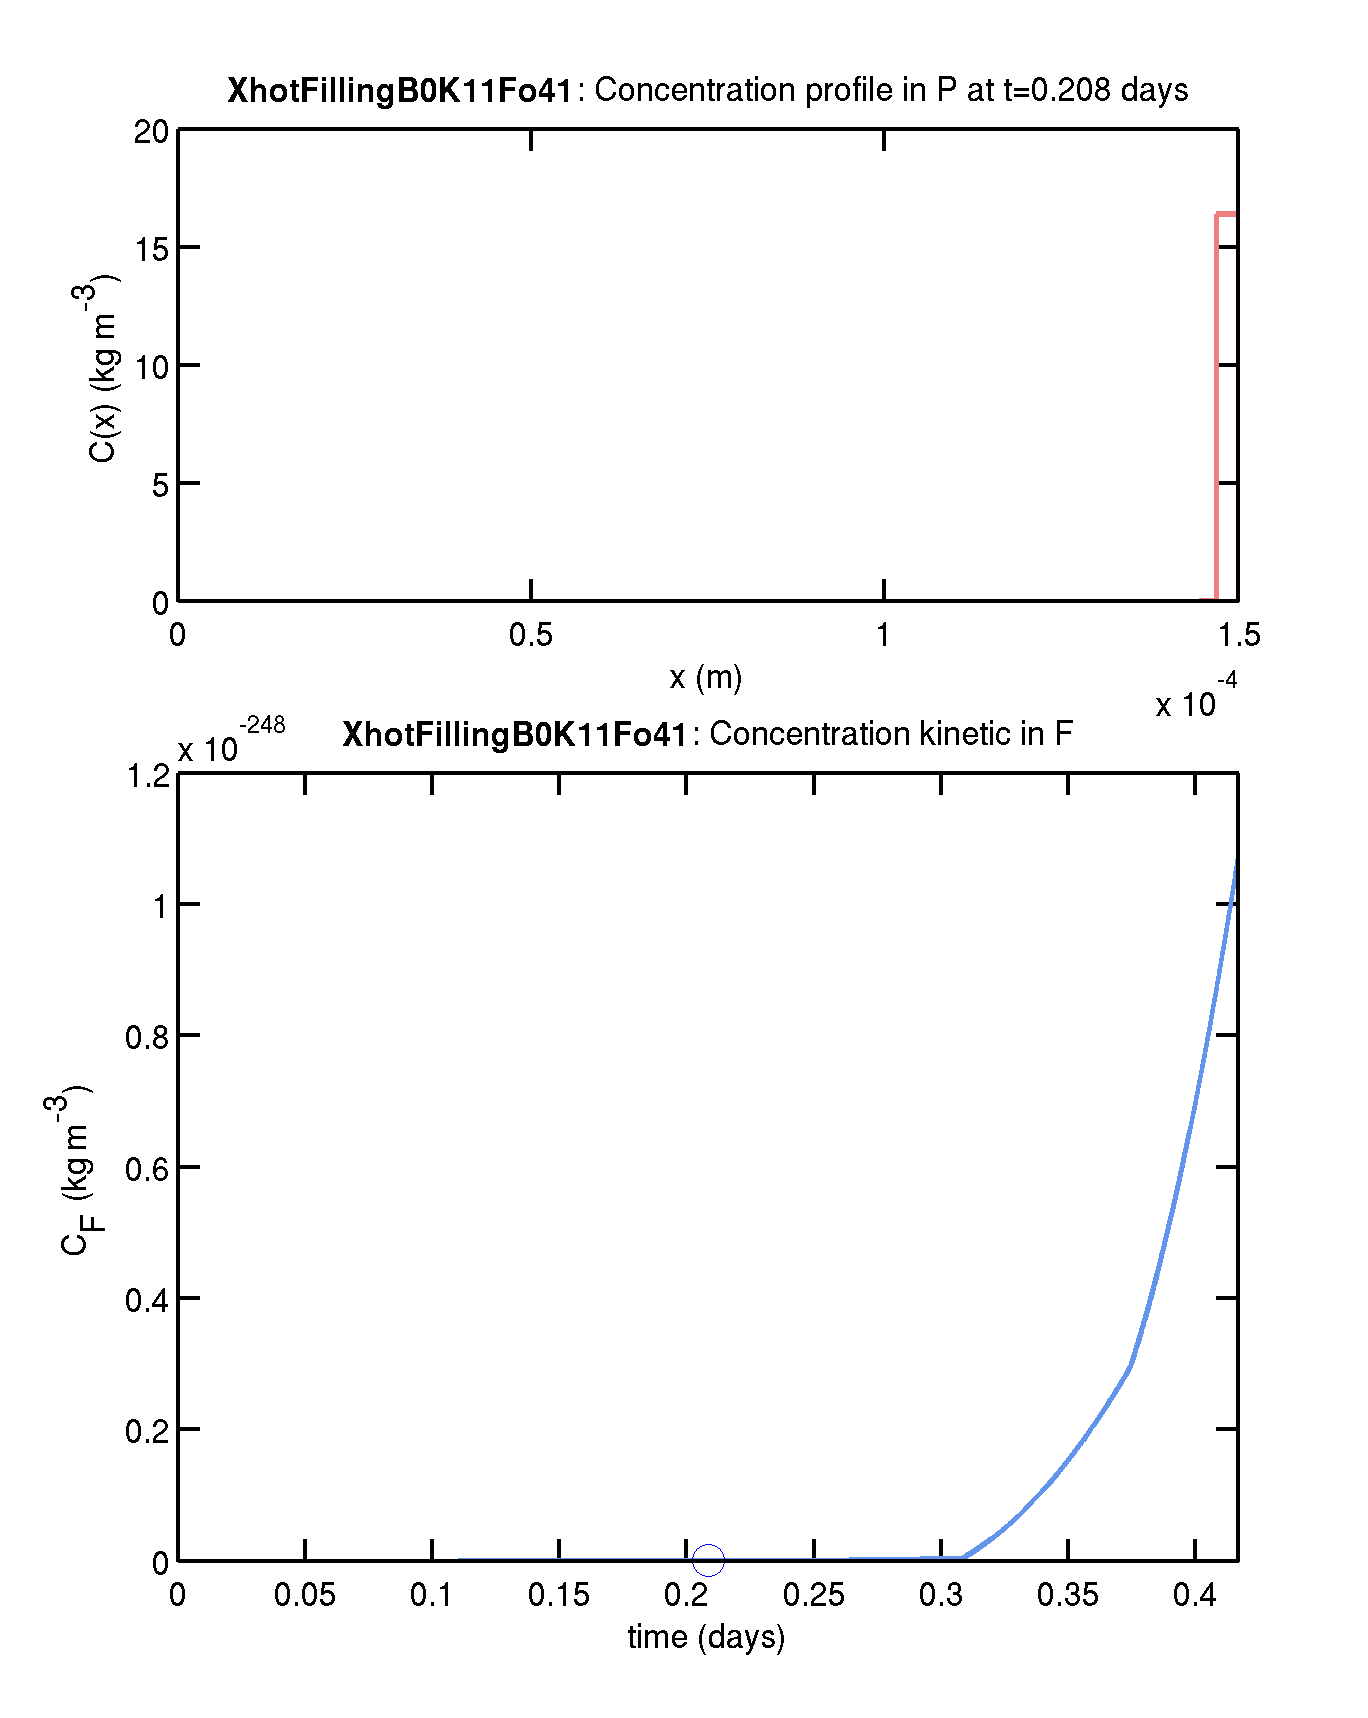 XhotFillingB0K11Fo41: Concentration profile in P at t=0.208 days
20
15
10
5
0
C(x) (kg m-3)
0 0.5 1 1.5
x (m)
x 10-4
x 10-248
XhotFillingB0K11Fo41: Concentration kinetic in F
1.2
1
0.8
0.6
0.4
0.2
0
CF (kg m-3)
0 0.05 0.1 0.15 0.2 0.25 0.3 0.35 0.4
time (days)